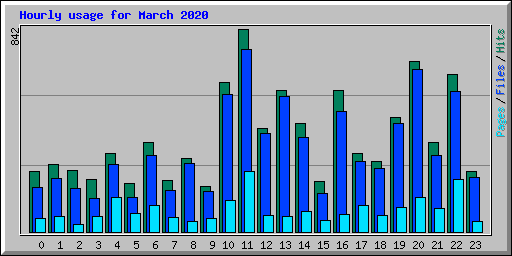 Hourly usage for March 2020
842
Pages/Files/Hits
0 1 2 3 4 5 6 7 8 9 10 11 12 13 14 15 16 17 18 19 20 21 22 23